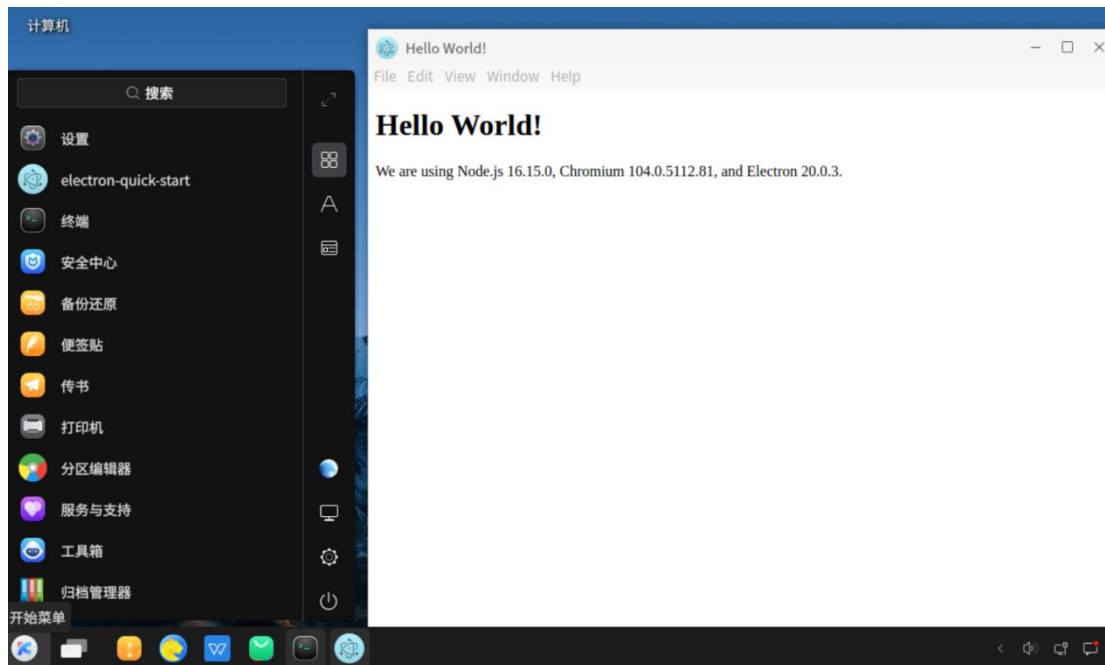 计算机
搜索
设置
electron-quick-start
终端
安全中心
备份还原
便签贴
传书
打印机
分区编辑器
服务与支持
工具箱
归档管理器
开始菜单
Hello World!
File Edit View Window Help
Hello World!
We are using Node.js 16.15.0, Chromium 104.0.5112.81, and Electron 20.0.3.